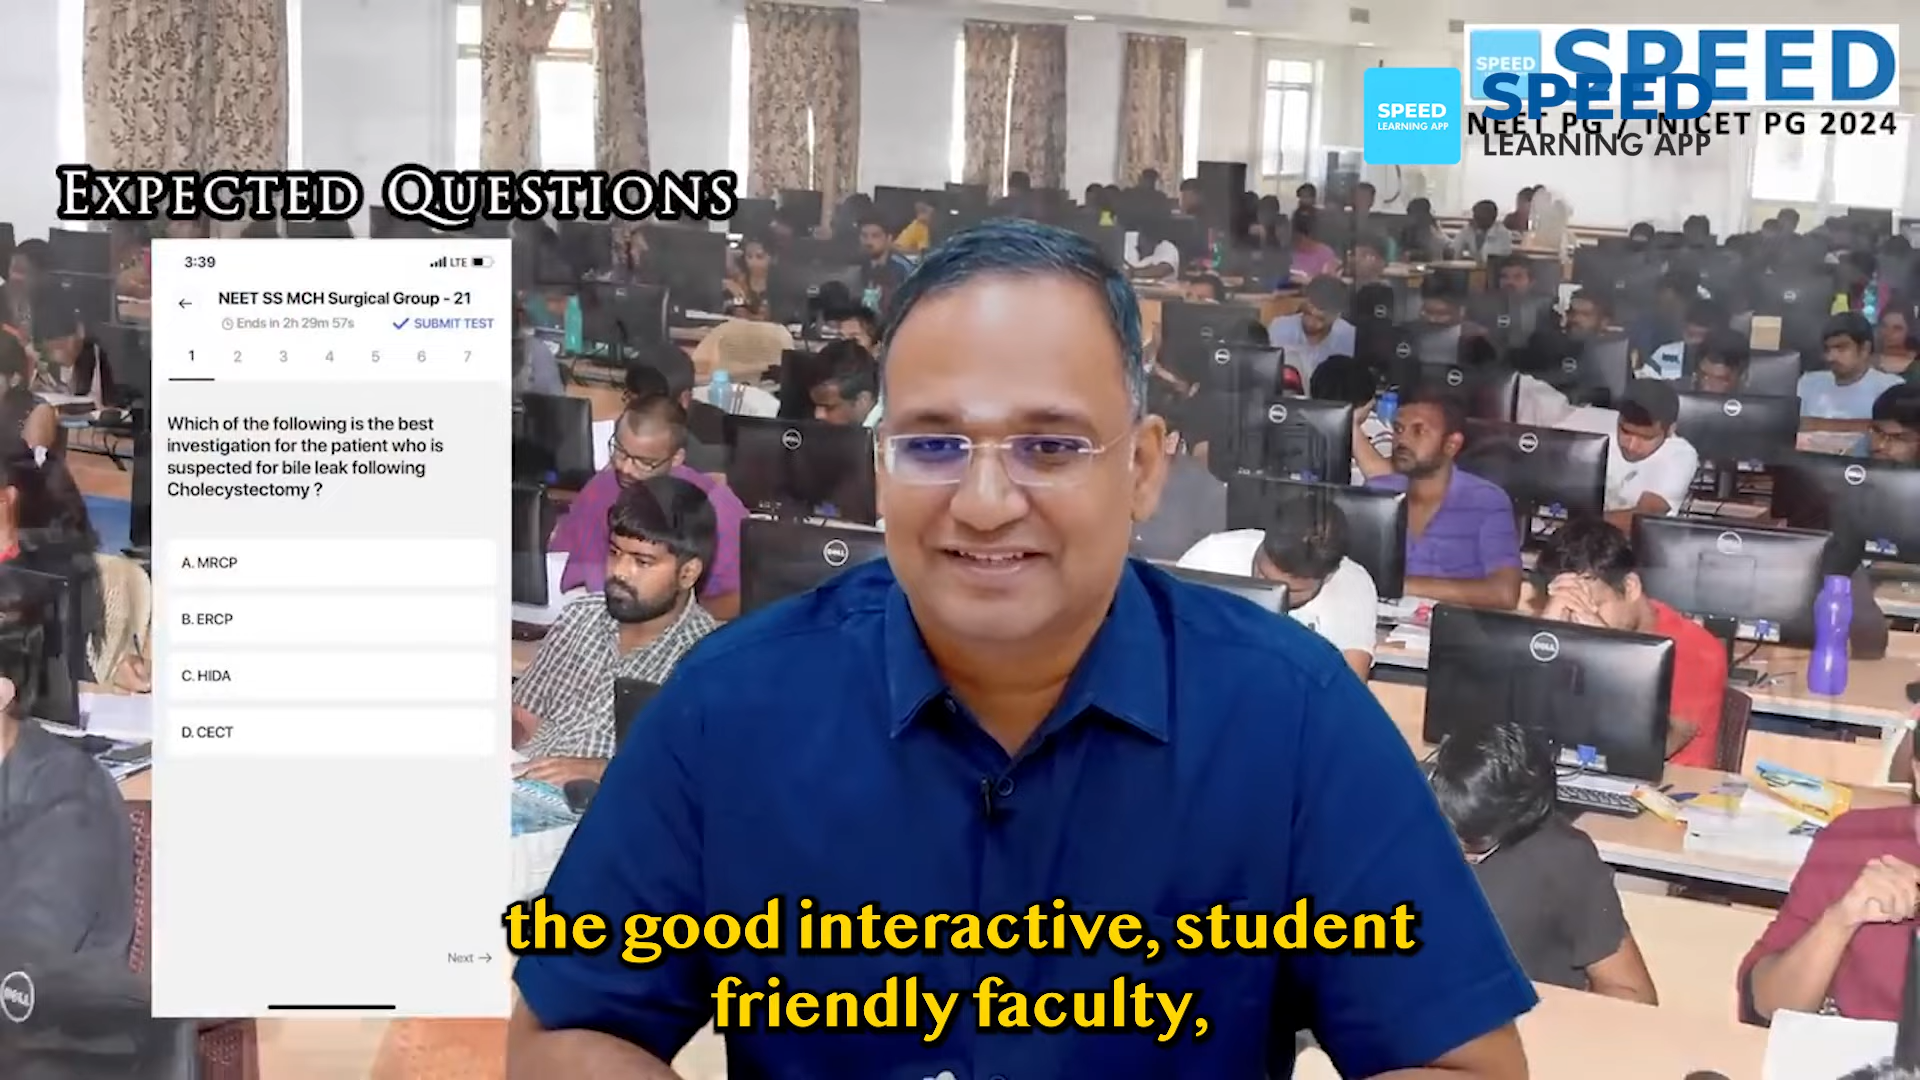 SPEED
SPEED
SPEED
LEARNING APP
SPEED
LEARNING APP
NEET PG / INICET PG 2024
EXPECTED QUESTIONS
3:39
LTE
NEET SS MCH Surgical Group - 21
Ends in 2h 29m 57s
SUBMIT TEST
1 2 3 4 5 6 7
Which of the following is the best
investigation for the patient who is
suspected for bile leak following
Cholecystectomy ?
A. MRCP
B. ERCP
C. HIDA
D. CECT
Next
the good interactive, student
friendly faculty,
DELL